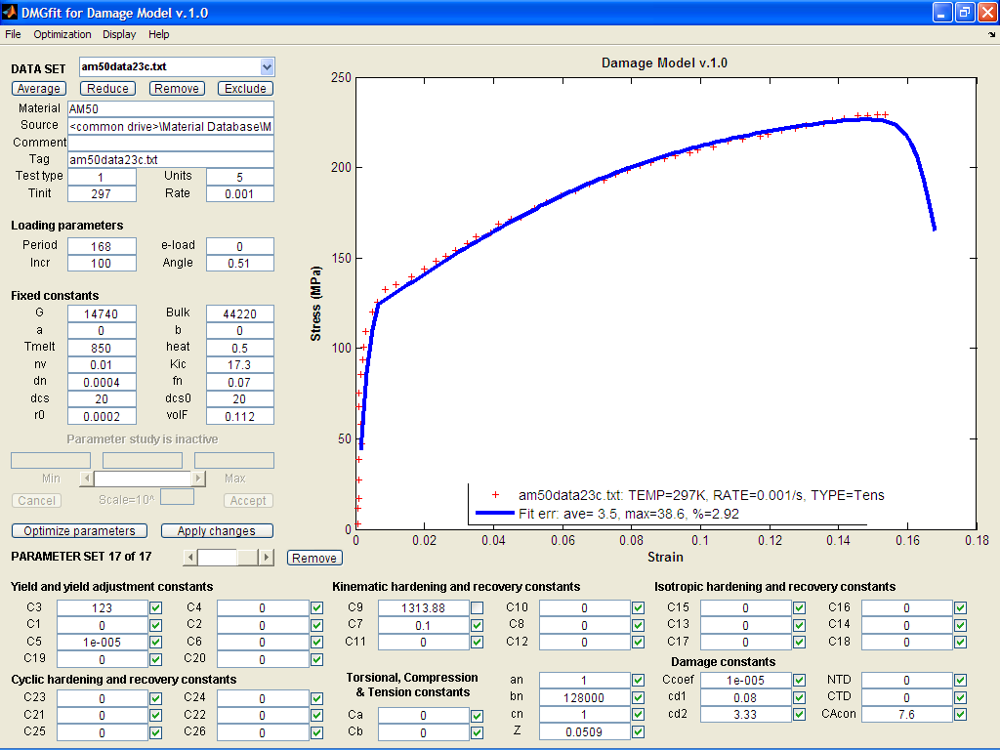 DMGfit for Damage Model v.1.0
File Optimization Display Help
DATA SET am50data23c.txt
Average Reduce Remove Exclude
Material AM50
Source <common drive>\Material Database\M
Comment
Tag am50data23c.txt
Test type 1 Units 5
Tinit 297 Rate 0.001
Loading parameters
Period 168 e-load 0
Incr 100 Angle 0.51
Fixed constants
G 14740 Bulk 44220
a 0 b 0
Tmelt 850 heat 0.5
nv 0.01 Kic 17.3
dn 0.0004 fn 0.07
dcs 20 dcs0 20
r0 0.0002 volF 0.112
Parameter study is inactive
Min Max
Cancel Scale=10^ Accept
Optimize parameters Apply changes
PARAMETER SET 17 of 17 Remove
Damage Model v.1.0
250
200
150
100
50
0
Stress (MPa)
0 0.02 0.04 0.06 0.08 0.1 0.12 0.14 0.16 0.18
Strain
am50data23c.txt: TEMP=297K, RATE=0.001/s, TYPE=Tens
Fit err: ave= 3.5, max=38.6, %=2.92
Yield and yield adjustment constants
C3 123 C4 0
C1 0 C2 0
C5 1e-005 C6 0
C19 0 C20 0
Cyclic hardening and recovery constants
C23 0 C24 0
C21 0 C22 0
C25 0 C26 0
Kinematic hardening and recovery constants
C9 1313.88 C10 0
C7 0.1 C8 0
C11 0 C12 0
Torsional, Compression
& Tension constants
Ca 0
Cb 0
an 1
bn 128000
cn 1
Z 0.0509
Isotropic hardening and recovery constants
C15 0 C16 0
C13 0 C14 0
C17 0 C18 0
Damage constants
Ccoef 1e-005 NTD 0
cd1 0.08 CTD 0
cd2 3.33 CAcon 7.6